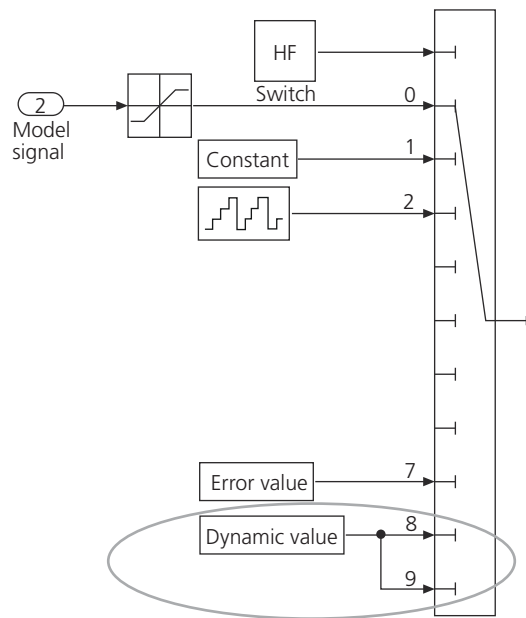 HF
Switch
2
Model
signal
0
Constant
1
2
Error value
7
Dynamic value
8
9